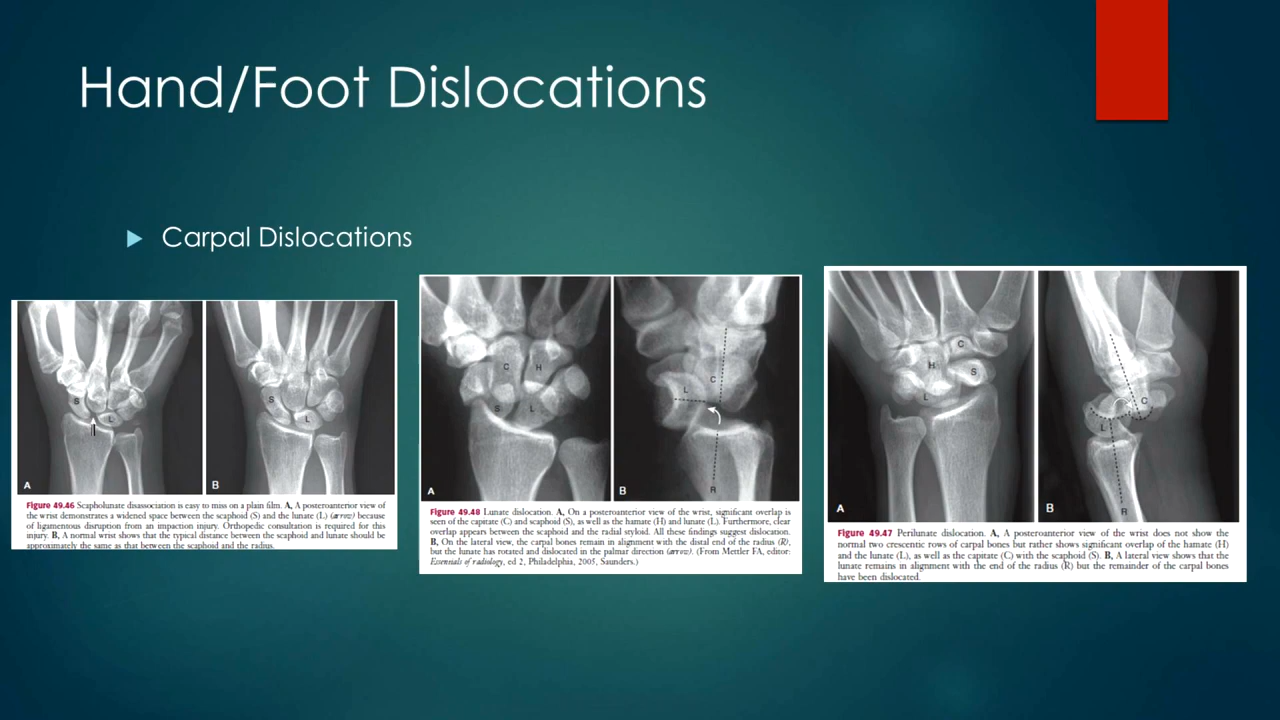 Hand/Foot Dislocations
Carpal Dislocations
S
L
A
S
L
B
Figure 49.46 Scapholunate disassociation is easy to miss on a plain film. A, A posteroanterior view of
the wrist demonstrates a widened space between the scaphoid (S) and the lunate (L) (arrow) because
of ligamentous disruption from an impaction injury. Orthopedic consultation is required for this
injury. B, A normal wrist shows that the typical distance between the scaphoid and lunate should be
approximately the same as that between the scaphoid and the radius.
C H
S L
A
L C
R
B
Figure 49.48 Lunate dislocation. A, On a posteroanterior view of the wrist, significant overlap is
seen of the capitate (C) and scaphoid (S), as well as the hamate (H) and lunate (L). Furthermore, clear
overlap appears between the scaphoid and the radial styloid. All these findings suggest dislocation.
B, On the lateral view, the carpal bones remain in alignment with the distal end of the radius (R),
but the lunate has rotated and dislocated in the palmar direction (arrow). (From Mettler FA, editor:
Essentials of radiology, ed 2, Philadelphia, 2005, Saunders.)
C
H S
L
A
C
L
R
B
Figure 49.47 Perilunate dislocation. A, A posteroanterior view of the wrist does not show the
normal two crescentic rows of carpal bones but rather shows significant overlap of the hamate (H)
and the lunate (L), as well as the capitate (C) with the scaphoid (S). B, A lateral view shows that the
lunate remains in alignment with the end of the radius (R) but the remainder of the carpal bones
have been dislocated.